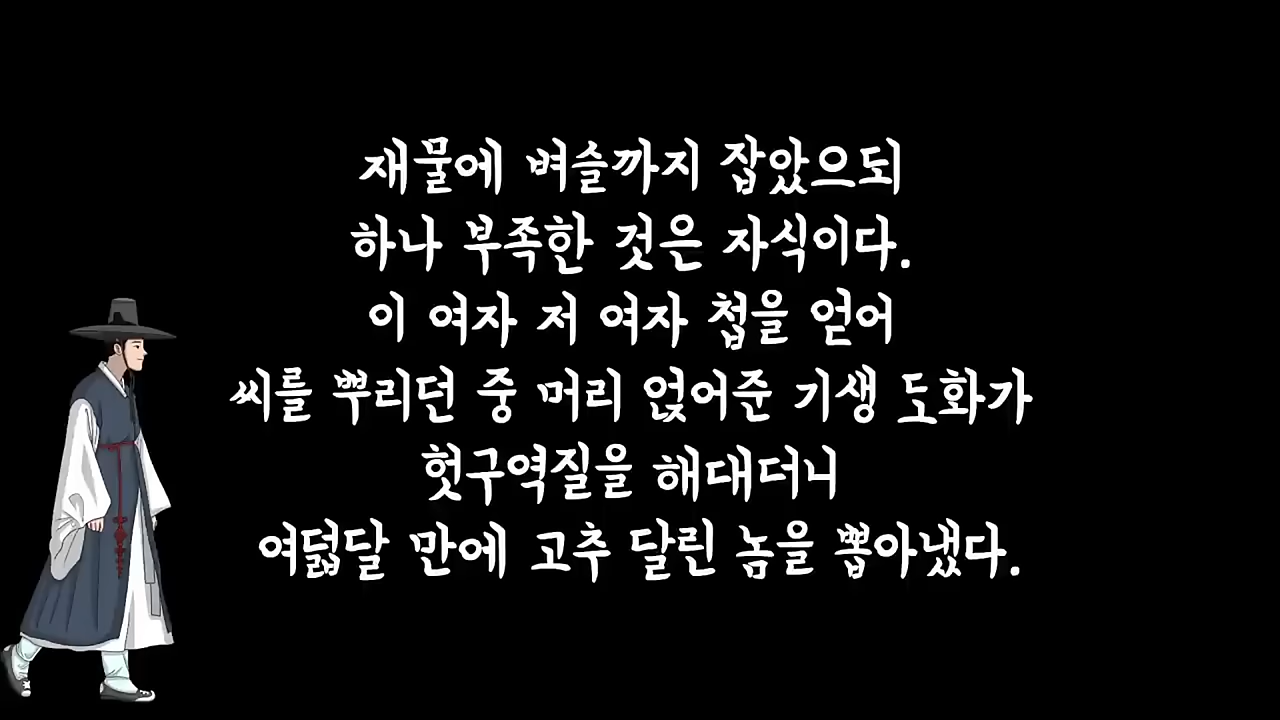 재물에 벼슬까지 잡았으되
하나 부족한 것은 자식이다.
이 여자 저 여자 첩을 얻어
씨를 뿌리던 중 머리 얹어준 기생 도화가
헛구역질을 해대더니
여덟달 만에 고추 달린 놈을 뽑아냈다.